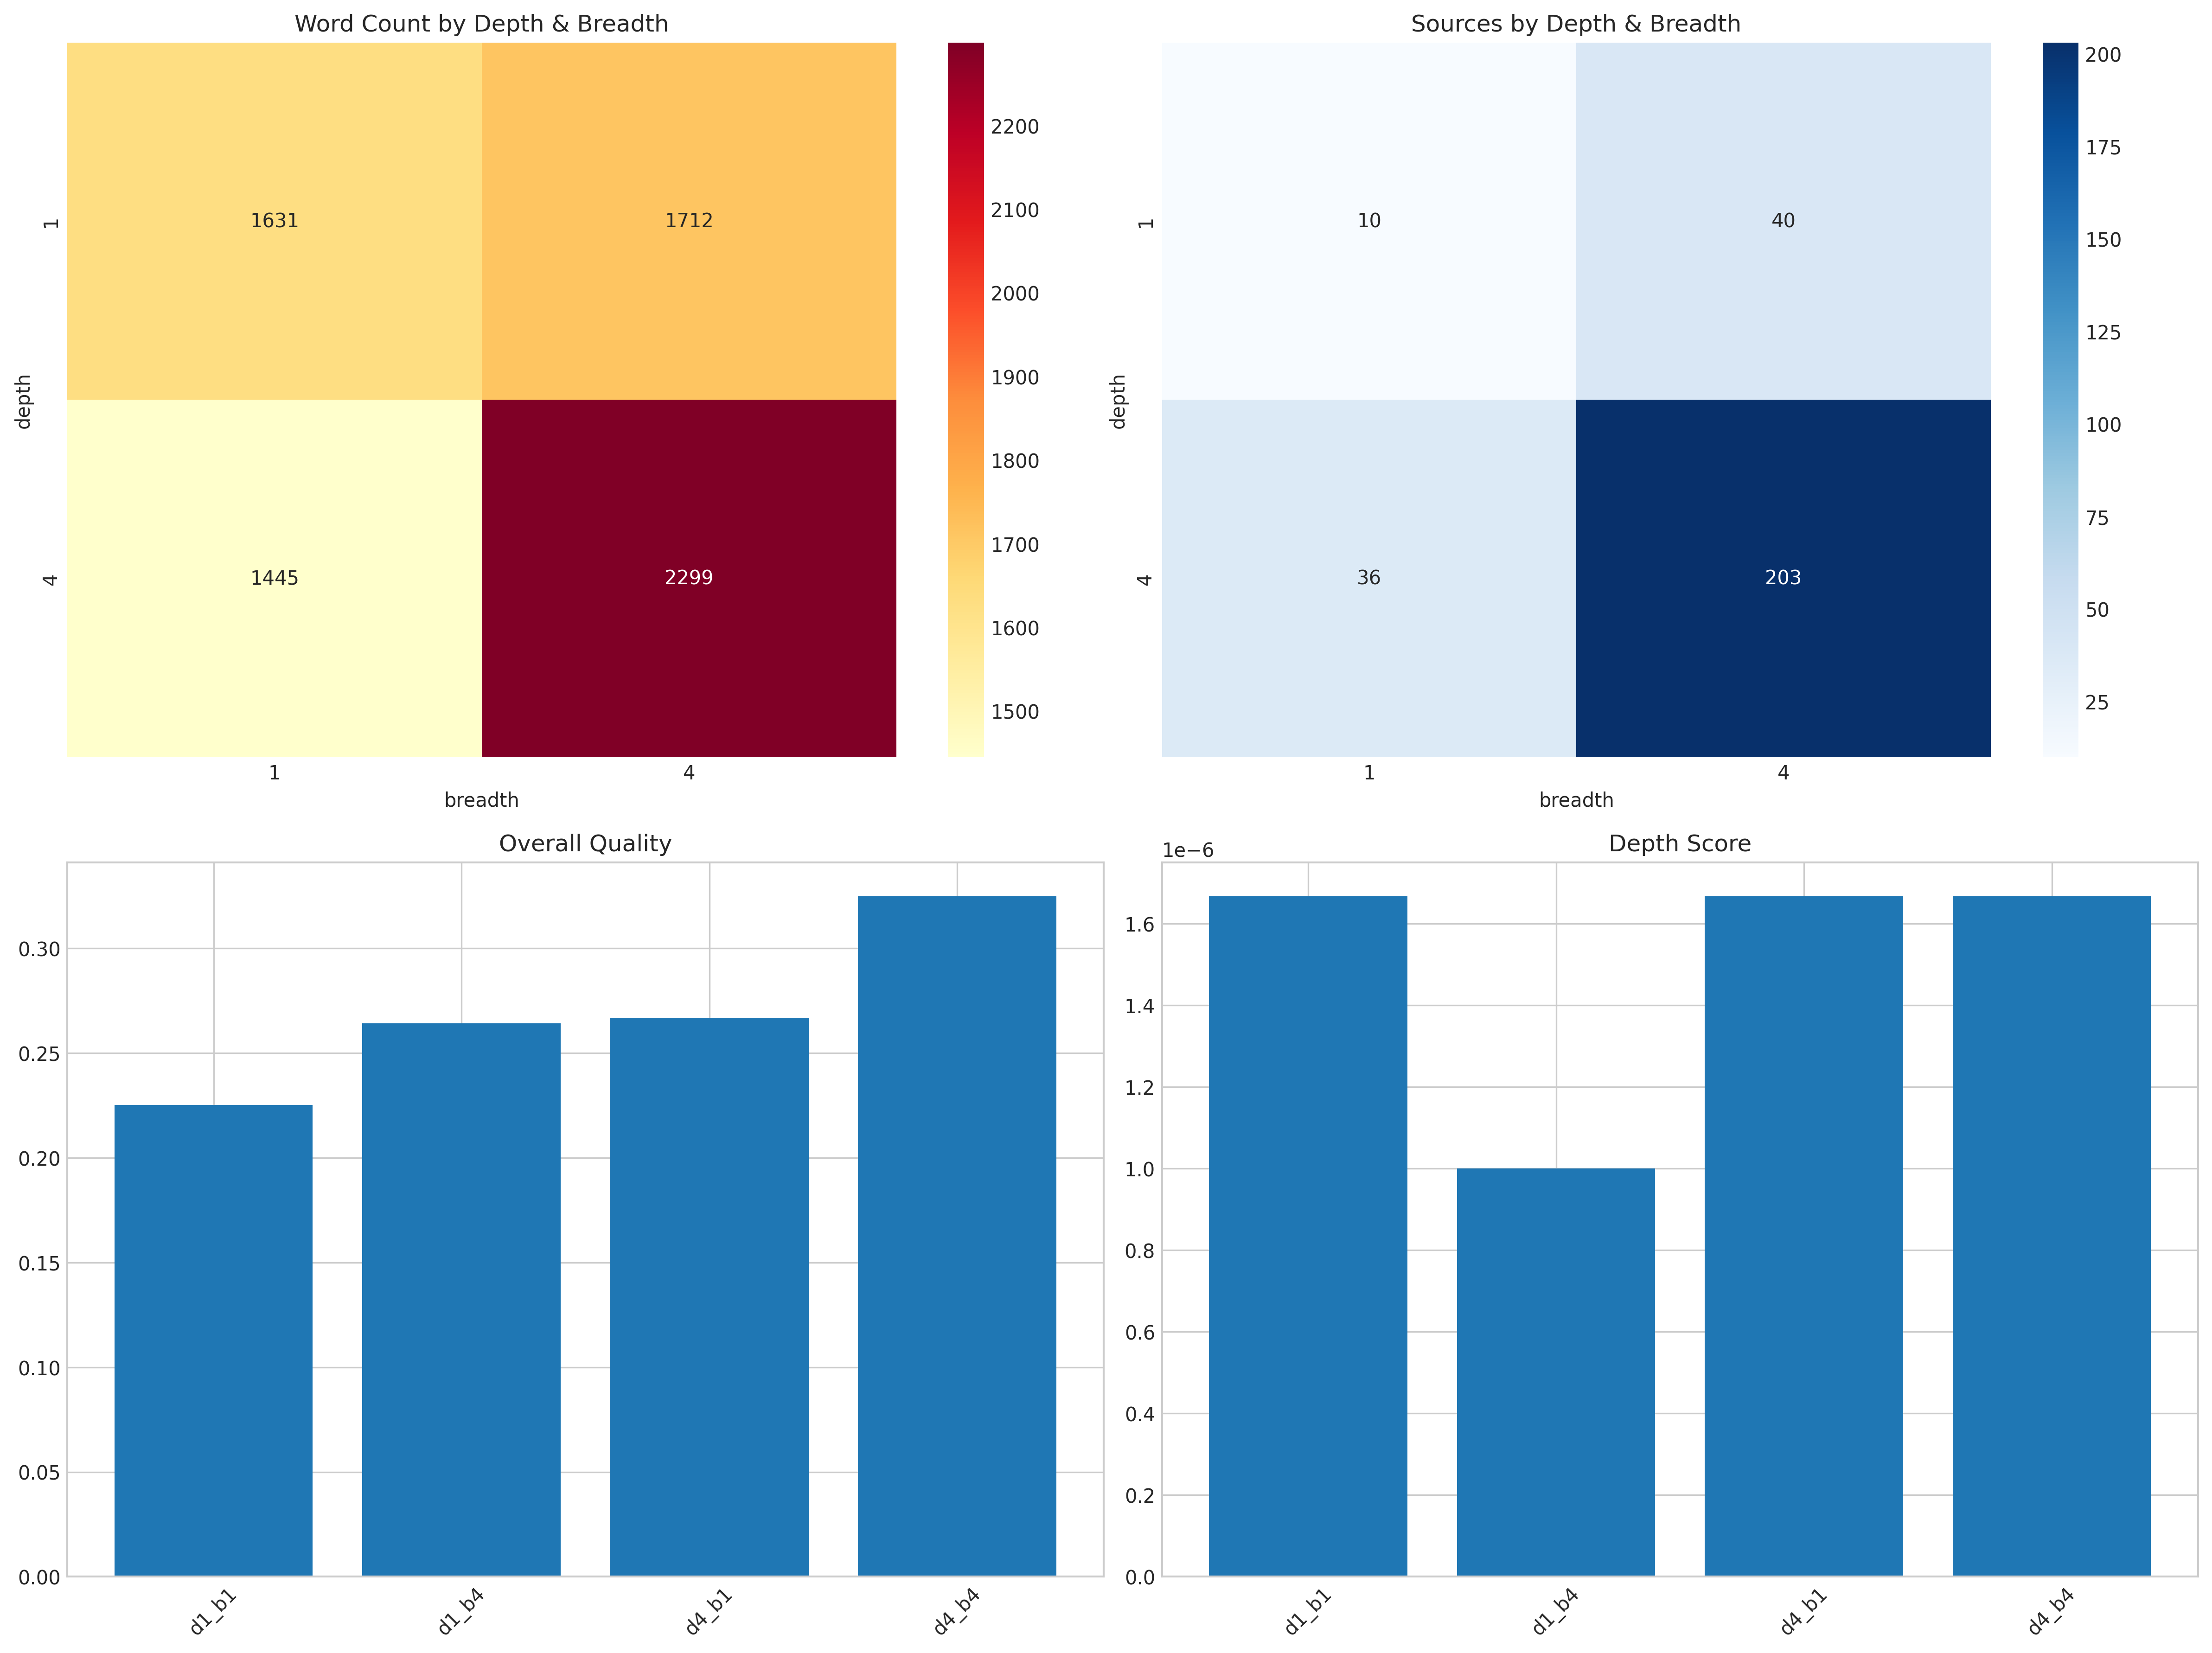 Word Count by Depth & Breadth
1631
1712
1445
2299
1
4
depth
1
4
breadth
2200
2100
2000
1900
1800
1700
1600
1500
Sources by Depth & Breadth
10
40
36
203
1
4
depth
1
4
breadth
200
175
150
125
100
75
50
25
Overall Quality
0.30
0.25
0.20
0.15
0.10
0.05
0.00
d1_b1
d1_b4
d4_b1
d4_b4
Depth Score
1e−6
1.6
1.4
1.2
1.0
0.8
0.6
0.4
0.2
0.0
d1_b1
d1_b4
d4_b1
d4_b4